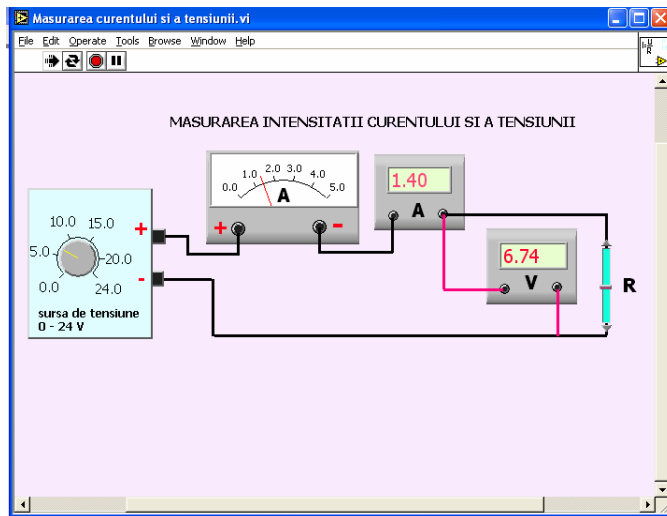 Masurarea curentului si a tensiunii.vi
File Edit Operate Tools Browse Window Help
MASURAREA INTENSITATII CURENTULUI SI A TENSIUNII
0.0 1.0 2.0 3.0 4.0 5.0
A
+ -
1.40
A
10.0 15.0
5.0 20.0
0.0 24.0
+
-
sursa de tensiune
0 - 24 V
6.74
V
R